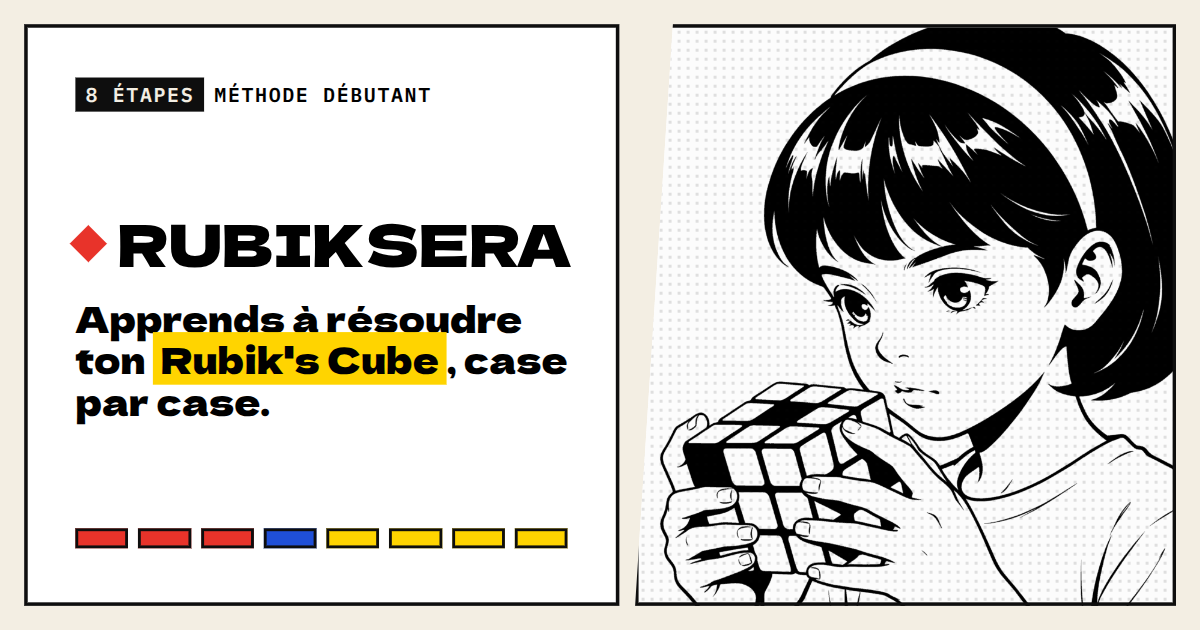 8 ÉTAPES MÉTHODE DÉBUTANT
RUBIKSERA
Apprends à résoudre
ton Rubik's Cube, case
par case.